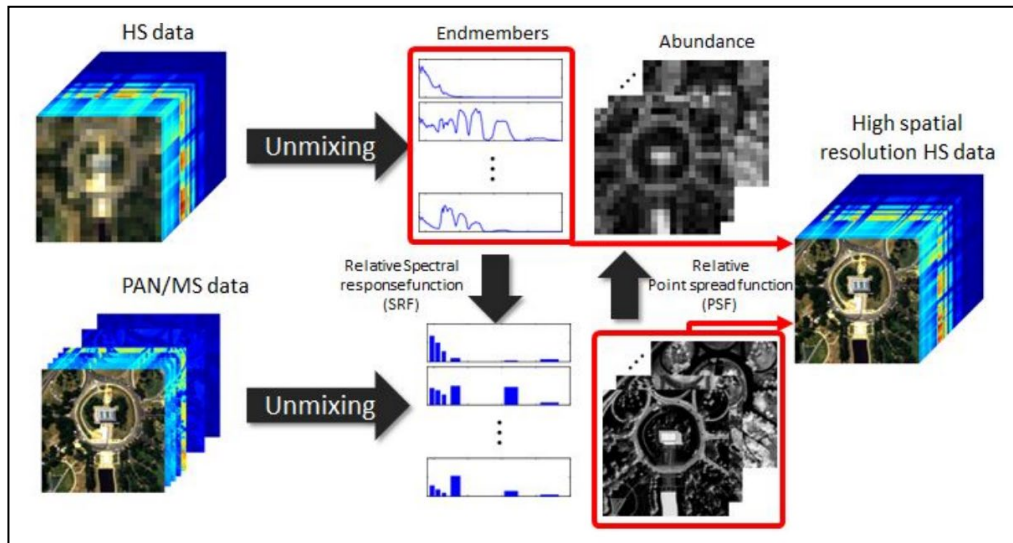 HS data
Endmembers
Abundance
Unmixing
High spatial
resolution HS data
Relative Spectral
responsefunction
(SRF)
Relative
Point spread function
(PSF)
PAN/MS data
Unmixing